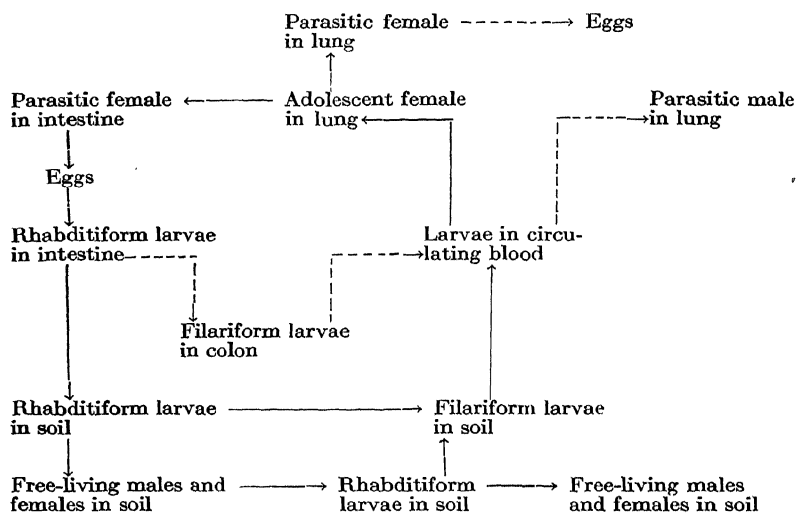 Parasitic female
in lung
Eggs
Parasitic female
in intestine
Adolescent female
in lung
Parasitic male
in lung
Eggs
Rhabditiform larvae
in intestine
Larvae in circu-
lating blood
Filariform larvae
in colon
Rhabditiform larvae
in soil
Filariform larvae
in soil
Free-living males and
females in soil
Rhabditiform
larvae in soil
Free-living males
and females in soil